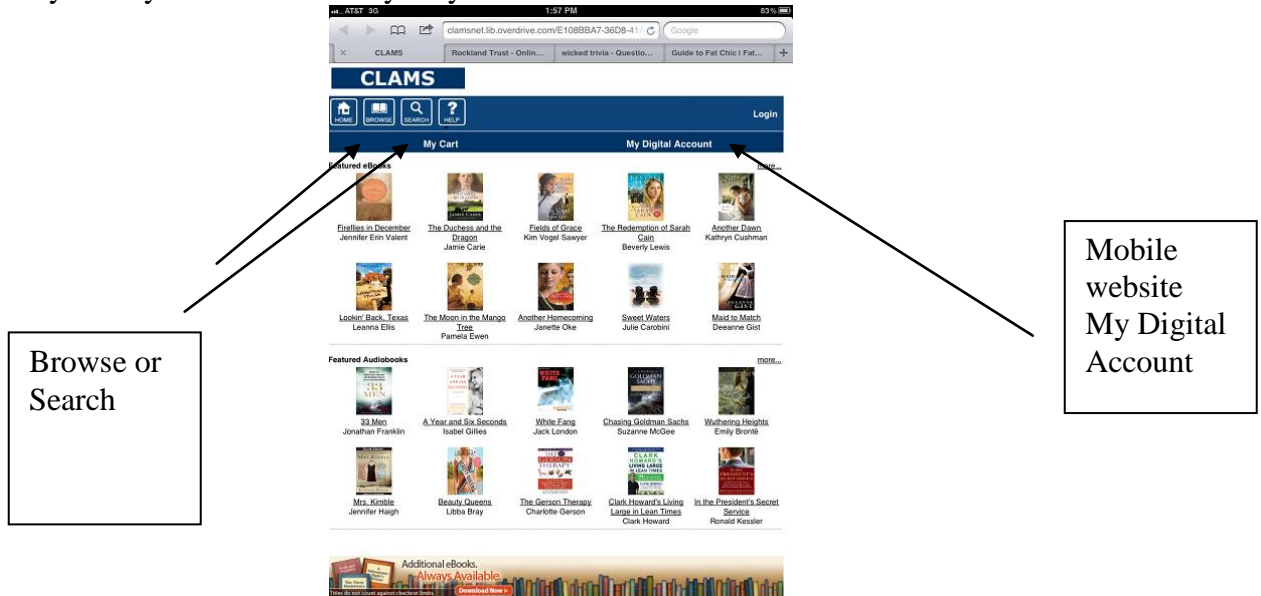 AT&T 3G 1:57 PM 83%
clamsnet.lib.overdrive.com/E108BBA7-36D8-41 Google
CLAMS Rockland Trust - Onlin... wicked trivia - Questio... Guide to Fat Chic | Fat...
CLAMS
HOME BROWSE SEARCH HELP Login
My Cart My Digital Account
Featured eBooks more...
Fireflies in December The Duchess and the Fields of Grace The Redemption of Sarah Another Dawn
Jennifer Erin Valent Dragon Kim Vogel Sawyer Cain Kathryn Cushman
Jamie Carie Beverly Lewis
Lookin' Back, Texas The Moon in the Mango Another Homecoming Sweet Waters Maid to Match
Leanna Ellis Tree Janette Oke Julie Carobini Deeanne Gist
Pamela Ewen
Featured Audiobooks more...
33 Men A Year and Six Seconds White Fang Chasing Goldman Sachs Wuthering Heights
Jonathan Franklin Isabel Gillies Jack London Suzanne McGee Emily Brontë
Mrs. Kimble Beauty Queens The Gerson Therapy Clark Howard's Living In the President's Secret
Jennifer Haigh Libba Bray Charlotte Gerson Large in Lean Times Service
Clark Howard Ronald Kessler
Additional eBooks.
Always Available.
Titles do not count against checkout limits. Download Now >
Browse or
Search
Mobile
website
My Digital
Account